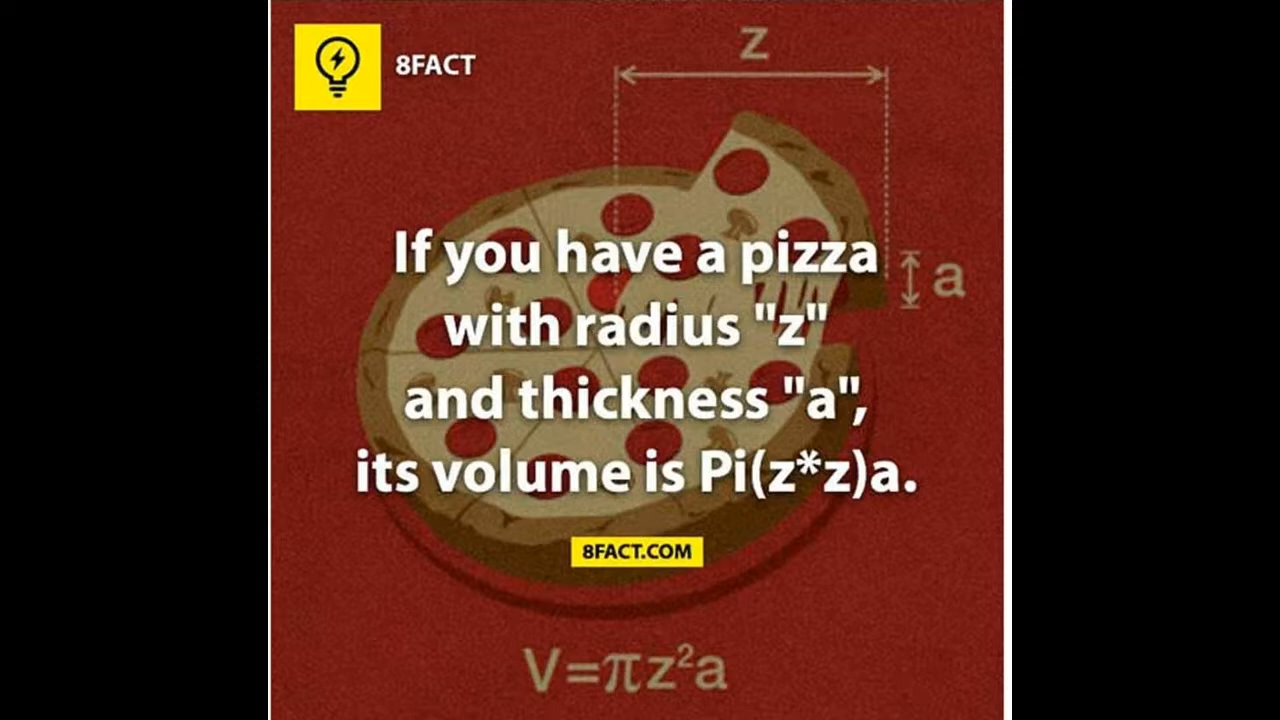 8FACT
z
If you have a pizza
with radius "z"
a
and thickness "a",
its volume is Pi(z*z)a.
8FACT.COM
V=πz²a